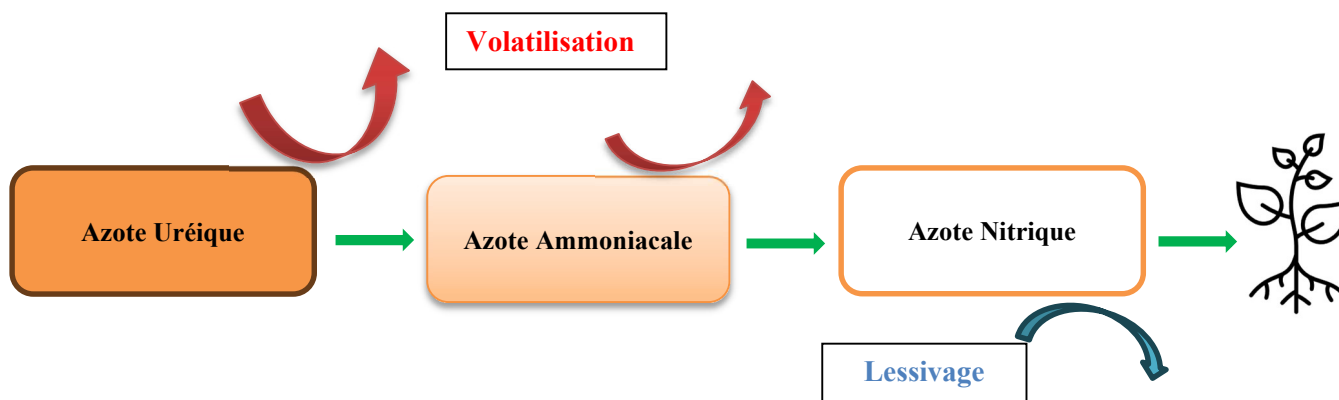 Volatilisation
Azote Uréique
Azote Ammoniacale
Azote Nitrique
Lessivage